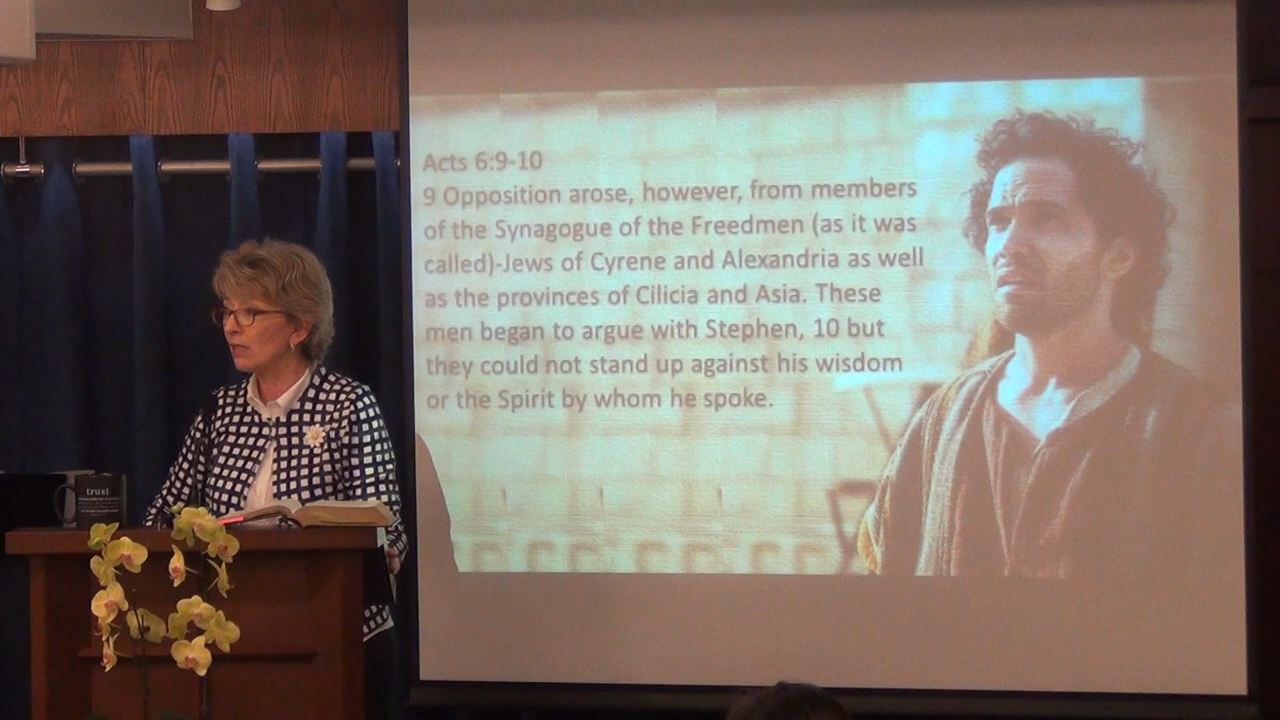 Acts 6:9-10
9 Opposition arose, however, from members
of the Synagogue of the Freedmen (as it was
called)-Jews of Cyrene and Alexandria as well
as the provinces of Cilicia and Asia. These
men began to argue with Stephen, 10 but
they could not stand up against his wisdom
or the Spirit by whom he spoke.
trust